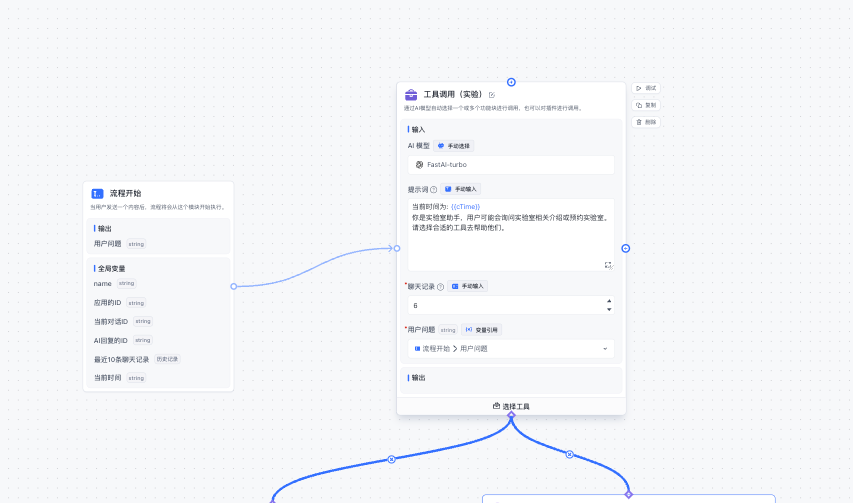 流程开始
当用户发送一个内容后，流程将会从这个模块开始执行。
输出
用户问题 string
全局变量
name string
应用的ID string
当前对话ID string
AI回复的ID string
最近10条聊天记录 历史记录
当前时间 string
工具调用（实验）
通过AI模型自动选择一个或多个功能块进行调用，也可以对插件进行调用。
输入
AI 模型 手动选择
FastAI-turbo
提示词 手动输入
当前时间为: {{cTime}}
你是实验室助手，用户可能会询问实验室相关介绍或预约实验室。
请选择合适的工具去帮助他们。
*聊天记录 手动输入
6
*用户问题 string 变量引用
流程开始 > 用户问题
输出
选择工具
调试
复制
删除